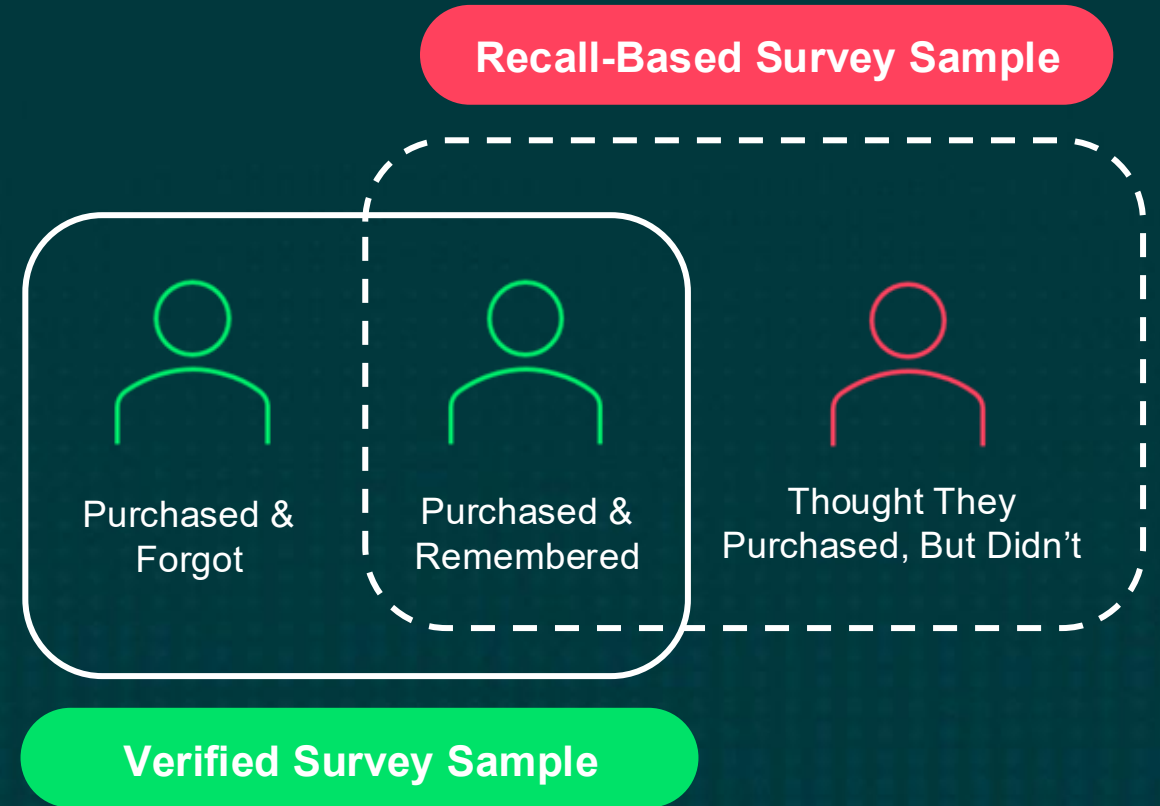 Recall-Based Survey Sample
Purchased &
Forgot
Purchased &
Remembered
Thought They
Purchased, But Didn’t
Verified Survey Sample